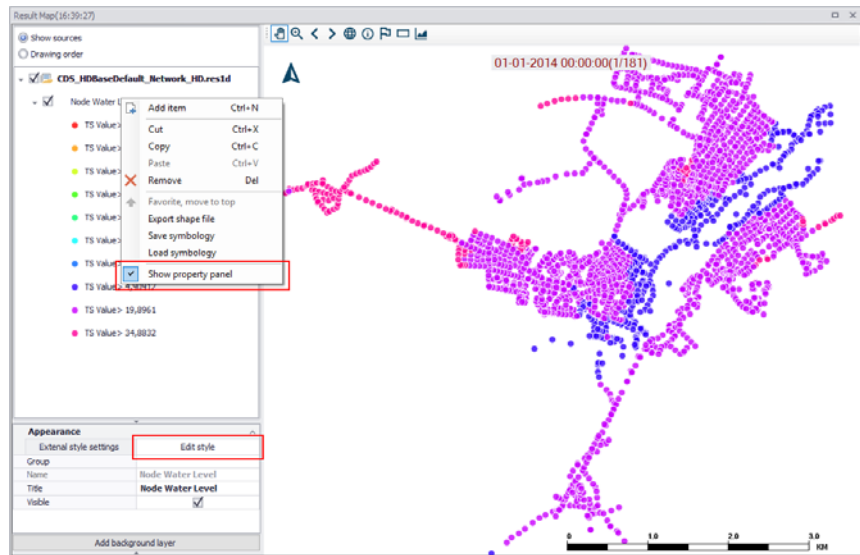 Result Map(16:39:27)
Show sources
Drawing order
01-01-2014 00:00:00(1/181)
CDS_HDBaseDefault_Network_HD.res1d
Node Water L
TS Value>
TS Value>
TS Value>
TS Value>
TS Value>
TS Value>
TS Value>
TS Value>
TS Value> 19,8961
TS Value> 34,8832
Add item Ctrl+N
Cut Ctrl+X
Copy Ctrl+C
Paste Ctrl+V
Remove Del
Favorite, move to top
Export shape file
Save symbology
Load symbology
Show property panel
Appearance
Extenal style settings Edit style
Group
Name Node Water Level
Title Node Water Level
Visible
Add background layer
0 1.0 2.0 3.0
KM